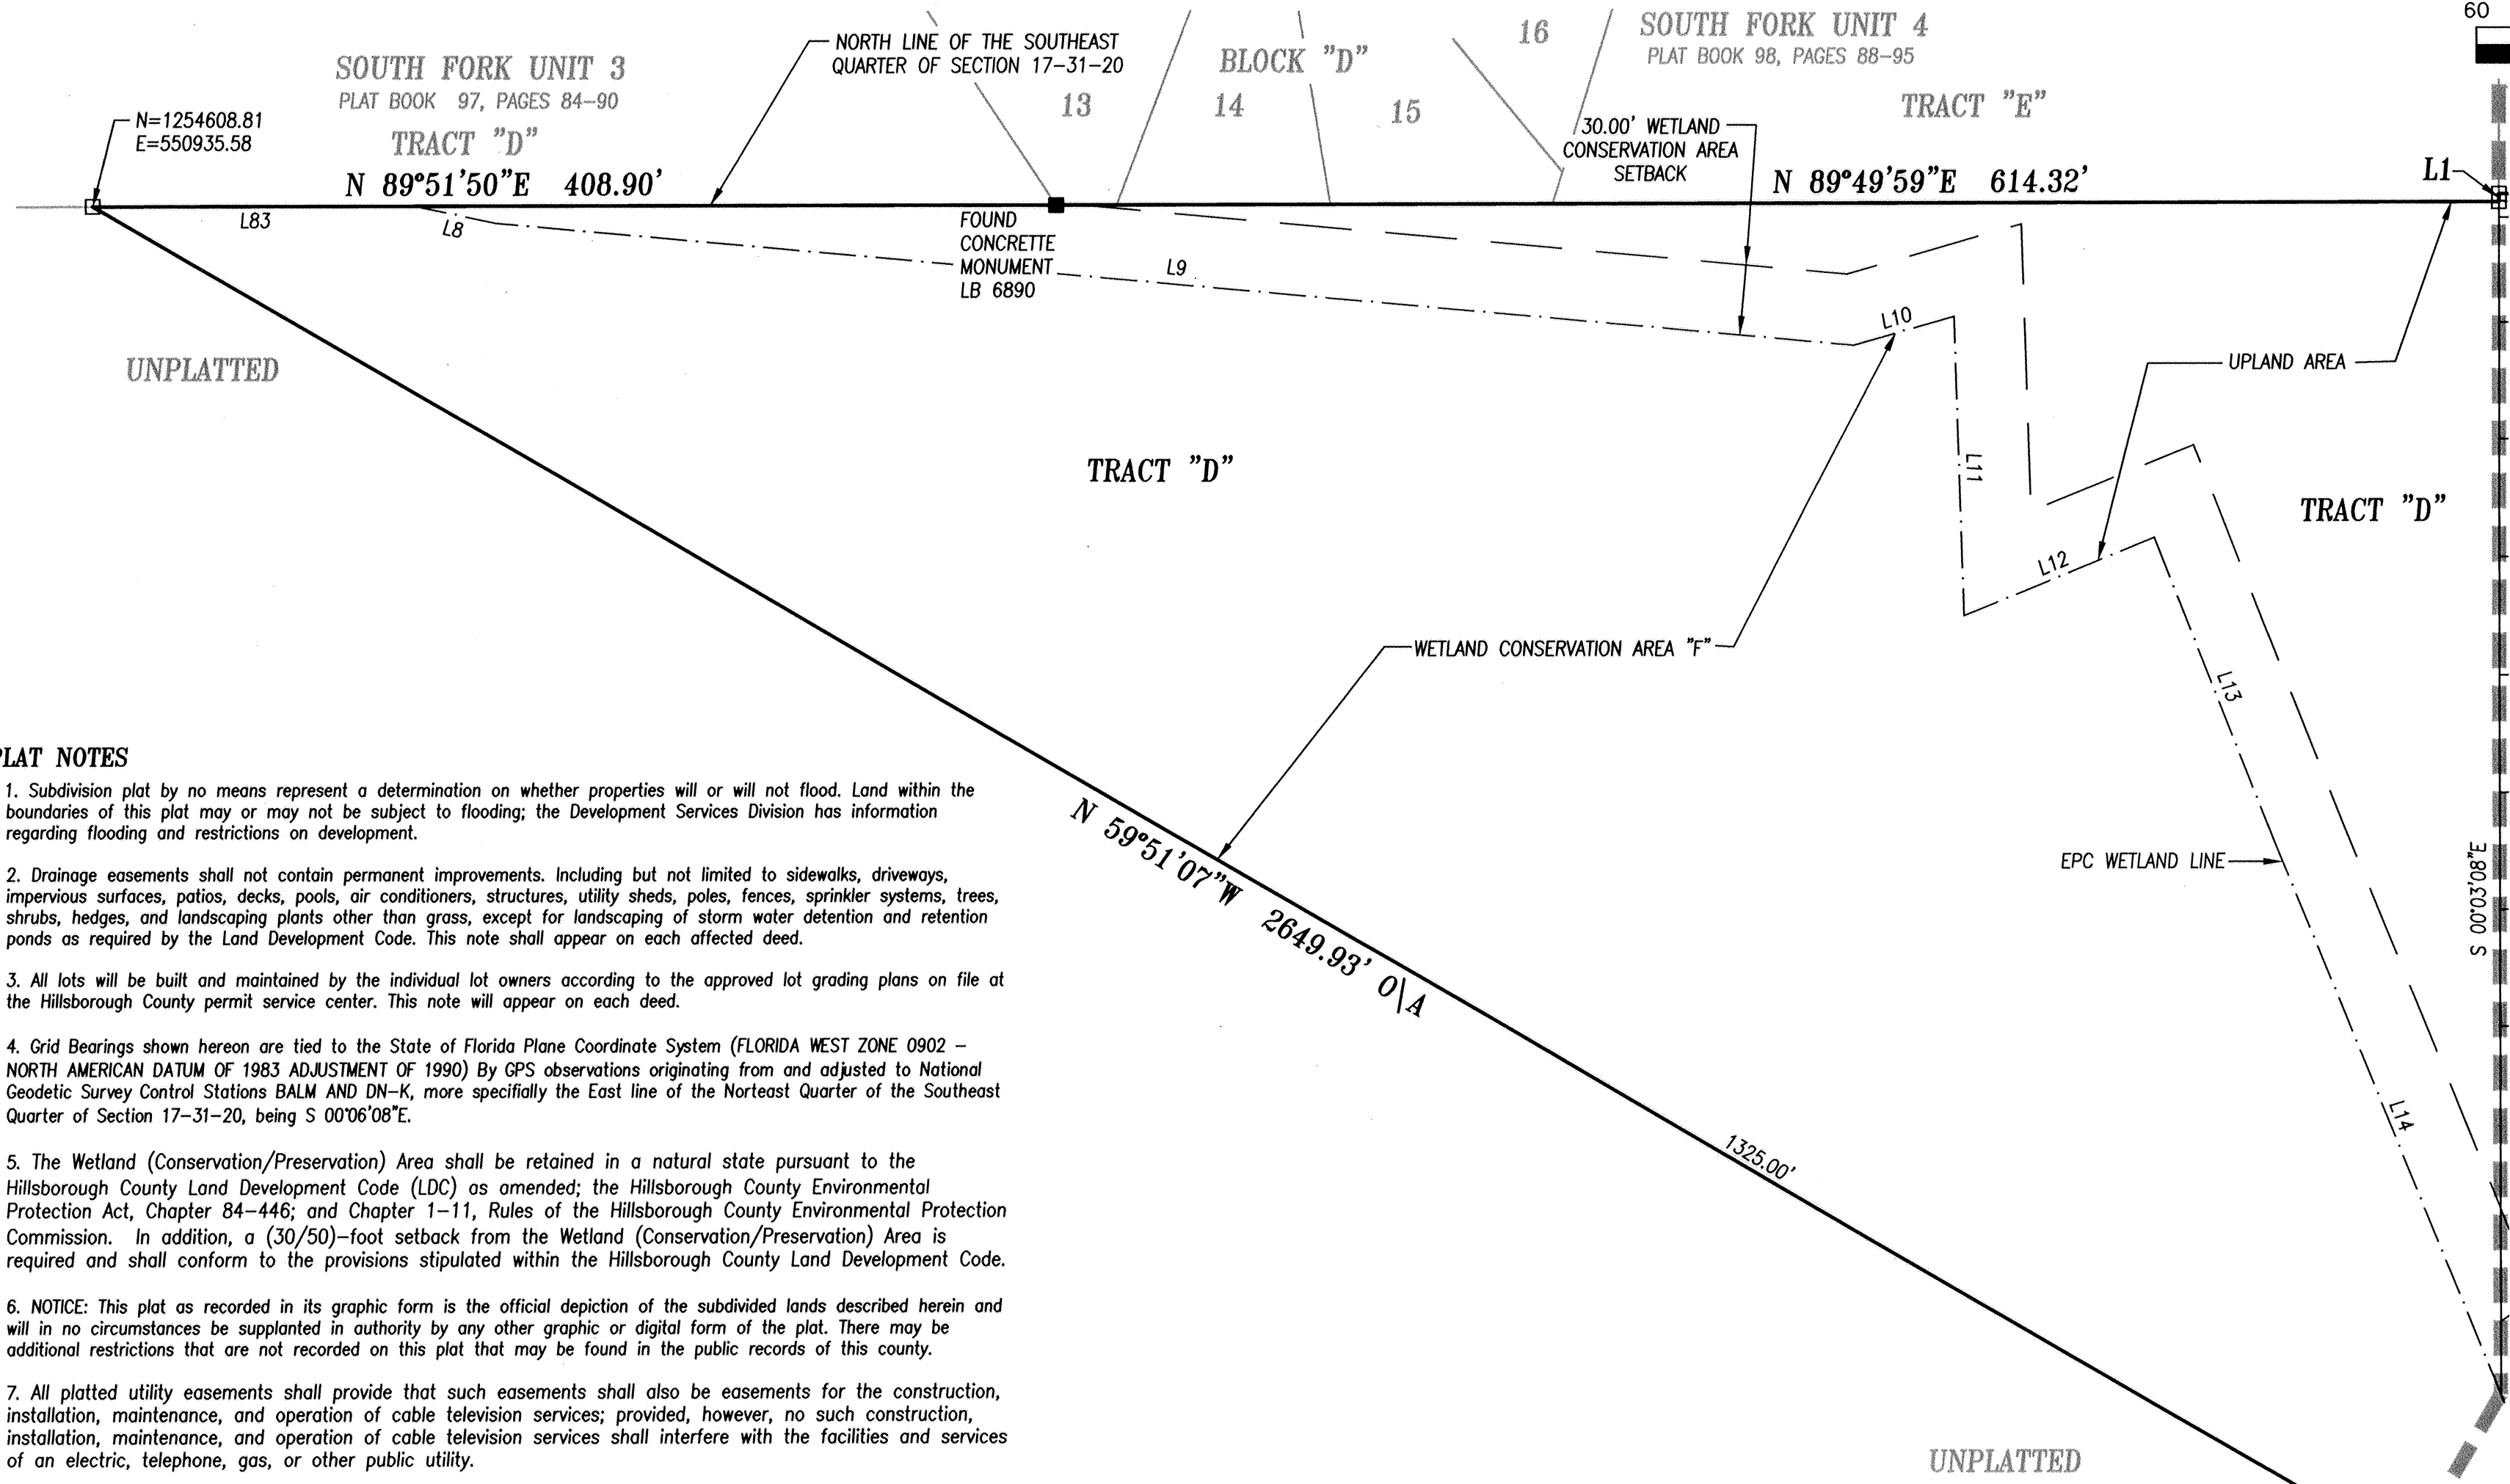 60
SOUTH FORK UNIT 3
PLAT BOOK 97, PAGES 84-90
TRACT "D"
NORTH LINE OF THE SOUTHEAST
QUARTER OF SECTION 17-31-20
BLOCK "D"
13
14
15
16
SOUTH FORK UNIT 4
PLAT BOOK 98, PAGES 88-95
TRACT "E"
N=1254608.81
E=550935.58
30.00' WETLAND
CONSERVATION AREA
SETBACK
N 89°51'50"E 408.90'
N 89°49'59"E 614.32'
L1
L83
L8
FOUND
CONCRETTE
MONUMENT
LB 6890
L9
L10
UPLAND AREA
UNPLATTED
TRACT "D"
L11
TRACT "D"
L12
WETLAND CONSERVATION AREA "F"
L13
N 59°51'07"W 2649.93' O\A
EPC WETLAND LINE
S 00°03'08"E
L14
1325.00'
UNPLATTED
PLAT NOTES
1. Subdivision plat by no means represent a determination on whether properties will or will not flood. Land within the
boundaries of this plat may or may not be subject to flooding; the Development Services Division has information
regarding flooding and restrictions on development.
2. Drainage easements shall not contain permanent improvements. Including but not limited to sidewalks, driveways,
impervious surfaces, patios, decks, pools, air conditioners, structures, utility sheds, poles, fences, sprinkler systems, trees,
shrubs, hedges, and landscaping plants other than grass, except for landscaping of storm water detention and retention
ponds as required by the Land Development Code. This note shall appear on each affected deed.
3. All lots will be built and maintained by the individual lot owners according to the approved lot grading plans on file at
the Hillsborough County permit service center. This note will appear on each deed.
4. Grid Bearings shown hereon are tied to the State of Florida Plane Coordinate System (FLORIDA WEST ZONE 0902 -
NORTH AMERICAN DATUM OF 1983 ADJUSTMENT OF 1990) By GPS observations originating from and adjusted to National
Geodetic Survey Control Stations BALM AND DN-K, more specifially the East line of the Norteast Quarter of the Southeast
Quarter of Section 17-31-20, being S 00°06'08"E.
5. The Wetland (Conservation/Preservation) Area shall be retained in a natural state pursuant to the
Hillsborough County Land Development Code (LDC) as amended; the Hillsborough County Environmental
Protection Act, Chapter 84-446; and Chapter 1-11, Rules of the Hillsborough County Environmental Protection
Commission. In addition, a (30/50)-foot setback from the Wetland (Conservation/Preservation) Area is
required and shall conform to the provisions stipulated within the Hillsborough County Land Development Code.
6. NOTICE: This plat as recorded in its graphic form is the official depiction of the subdivided lands described herein and
will in no circumstances be supplanted in authority by any other graphic or digital form of the plat. There may be
additional restrictions that are not recorded on this plat that may be found in the public records of this county.
7. All platted utility easements shall provide that such easements shall also be easements for the construction,
installation, maintenance, and operation of cable television services; provided, however, no such construction,
installation, maintenance, and operation of cable television services shall interfere with the facilities and services
of an electric, telephone, gas, or other public utility.